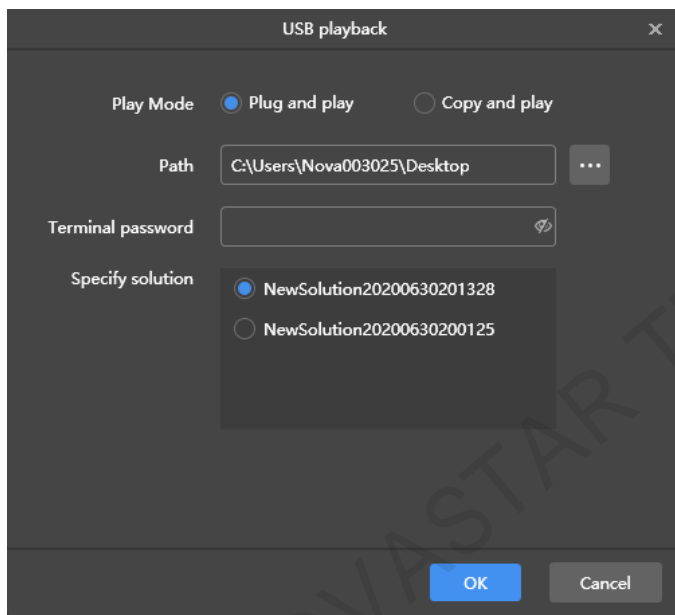 USB playback
Play Mode Plug and play Copy and play
Path C:\Users\Nova003025\Desktop ...
Terminal password
Specify solution
NewSolution20200630201328
NewSolution20200630200125
OK Cancel